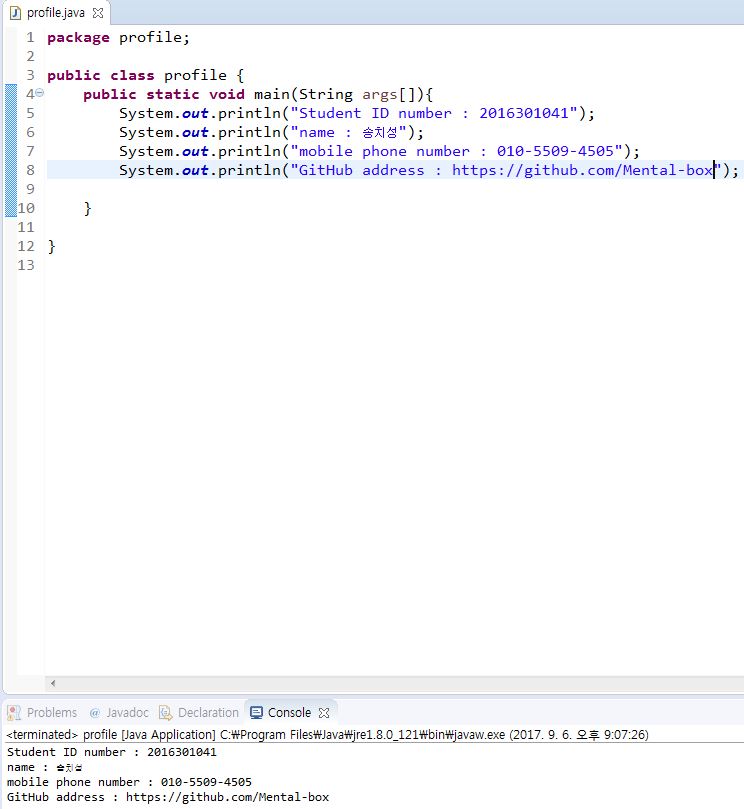 profile.java
1 package profile;
2
3 public class profile {
4 public static void main(String args[]){
5 System.out.println("Student ID number : 2016301041");
6 System.out.println("name : 송치성");
7 System.out.println("mobile phone number : 010-5509-4505");
8 System.out.println("GitHub address : https://github.com/Mental-box");
9
10 }
11
12 }
13
Problems @ Javadoc Declaration Console
<terminated> profile [Java Application] C:₩Program Files₩Java₩jre1.8.0_121₩bin₩javaw.exe (2017. 9. 6. 오후 9:07:26)
Student ID number : 2016301041
name : 송치성
mobile phone number : 010-5509-4505
GitHub address : https://github.com/Mental-box